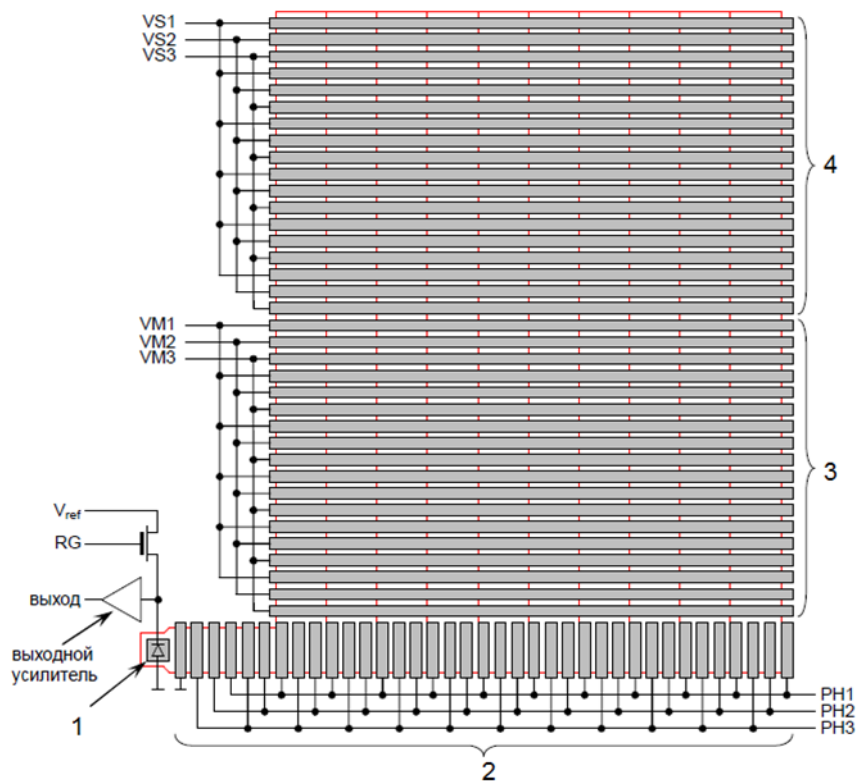 VS1
VS2
VS3
4
VM1
VM2
VM3
3
Vref
RG
выход
выходной
усилитель
1
PH1
PH2
PH3
2